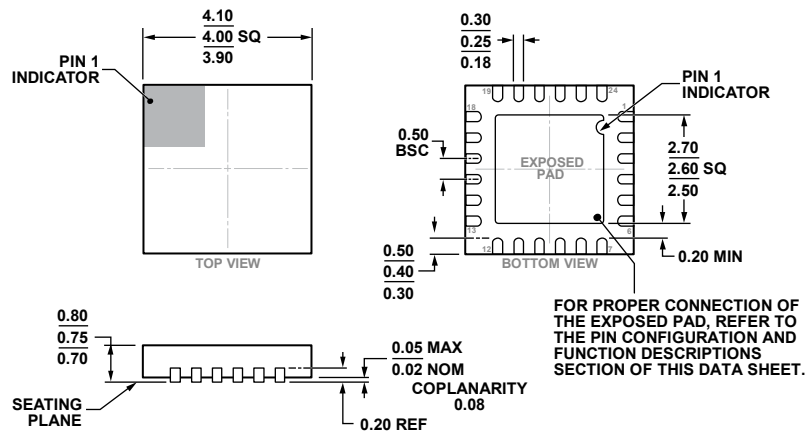 4.10
4.00 SQ
3.90
PIN 1
INDICATOR
TOP VIEW
0.30
0.25
0.18
PIN 1
INDICATOR
19
24
18
1
0.50
BSC
EXPOSED
PAD
2.70
2.60 SQ
2.50
13
6
12
7
0.50
0.40
0.30
BOTTOM VIEW
0.20 MIN
FOR PROPER CONNECTION OF
THE EXPOSED PAD, REFER TO
THE PIN CONFIGURATION AND
FUNCTION DESCRIPTIONS
SECTION OF THIS DATA SHEET.
0.80
0.75
0.70
0.05 MAX
0.02 NOM
COPLANARITY
0.08
SEATING
PLANE
0.20 REF